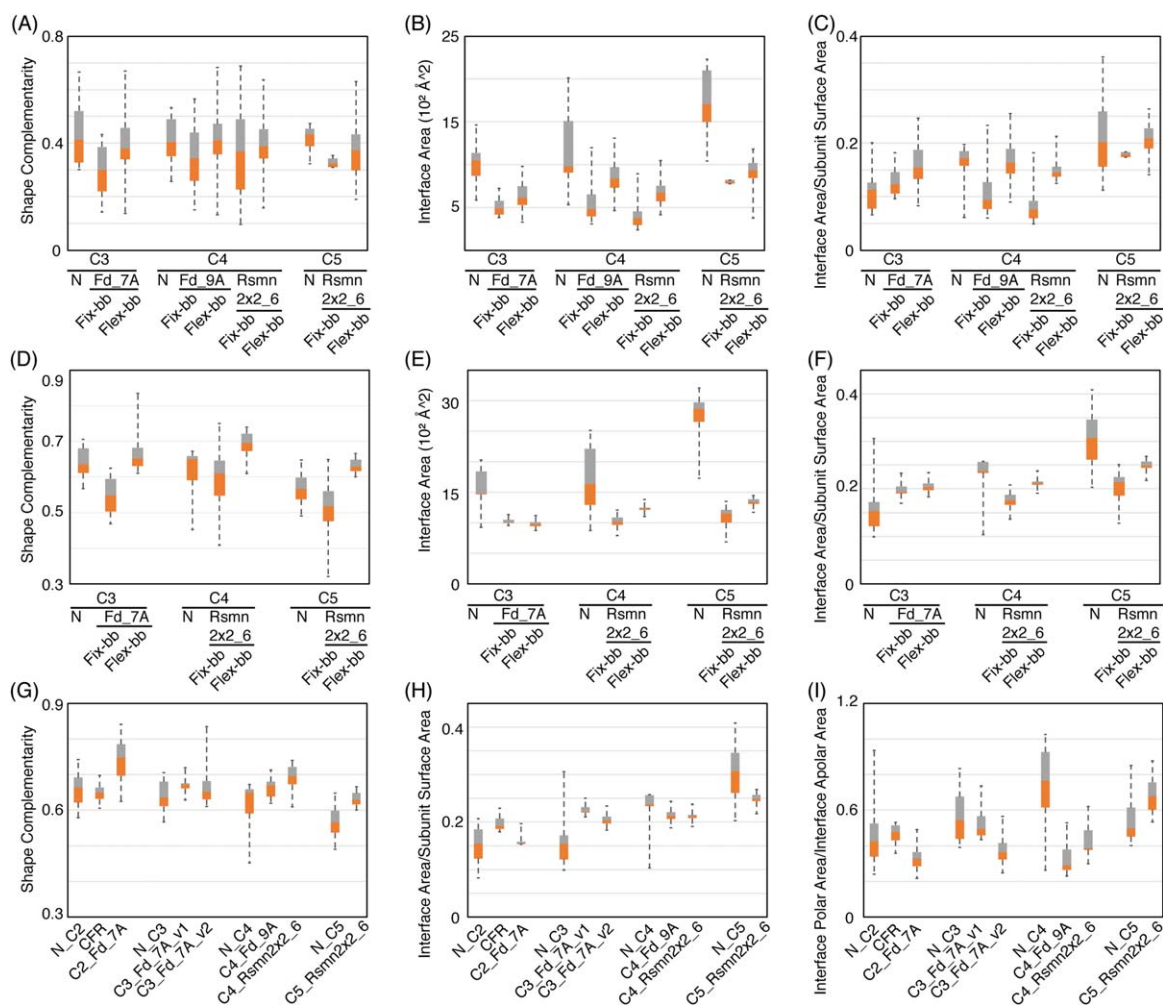 (A)
Shape Complementarity
0.8
0.4
0
C3
C4
C5
N Fd_7A
N Fd_9A Rsmn
N Rsmn
2x2_6
2x2_6
Fix-bb
Flex-bb
Fix-bb
Flex-bb
Fix-bb
Flex-bb
Fix-bb
Flex-bb
(B)
Interface Area (10² Å^2)
25
15
5
C3
C4
C5
N Fd_7A
N Fd_9A Rsmn
N Rsmn
2x2_6
2x2_6
Fix-bb
Flex-bb
Fix-bb
Flex-bb
Fix-bb
Flex-bb
Fix-bb
Flex-bb
(C)
Interface Area/Subunit Surface Area
0.4
0.2
0
C3
C4
C5
N Fd_7A
N Fd_9A Rsmn
N Rsmn
2x2_6
2x2_6
Fix-bb
Flex-bb
Fix-bb
Flex-bb
Fix-bb
Flex-bb
Fix-bb
Flex-bb
(D)
Shape Complementarity
0.9
0.7
0.5
0.3
C3
C4
C5
N Fd_7A
N Rsmn
N Rsmn
2x2_6
2x2_6
Fix-bb
Flex-bb
Fix-bb
Flex-bb
Fix-bb
Flex-bb
(E)
Interface Area (10² Å^2)
30
15
0
C3
C4
C5
N Fd_7A
N Rsmn
N Rsmn
2x2_6
2x2_6
Fix-bb
Flex-bb
Fix-bb
Flex-bb
Fix-bb
Flex-bb
(F)
Interface Area/Subunit Surface Area
0.4
0.2
0
C3
C4
C5
N Fd_7A
N Rsmn
N Rsmn
2x2_6
2x2_6
Fix-bb
Flex-bb
Fix-bb
Flex-bb
Fix-bb
Flex-bb
(G)
Shape Complementarity
0.9
0.7
0.5
0.3
N_C2
CFR
C2_Fd_7A
N_C3
C3_Fd_7A_v1
C3_Fd_7A_v2
N_C4
C4_Fd_9A
C4_Rsmn2x2_6
N_C5
C5_Rsmn2x2_6
(H)
Interface Area/Subunit Surface Area
0.4
0.2
0
N_C2
CFR
C2_Fd_7A
N_C3
C3_Fd_7A_v1
C3_Fd_7A_v2
N_C4
C4_Fd_9A
C4_Rsmn2x2_6
N_C5
C5_Rsmn2x2_6
(I)
Interface Polar Area/Interface Apolar Area
1.2
0.6
0
N_C2
CFR
C2_Fd_7A
N_C3
C3_Fd_7A_v1
C3_Fd_7A_v2
N_C4
C4_Fd_9A
C4_Rsmn2x2_6
N_C5
C5_Rsmn2x2_6